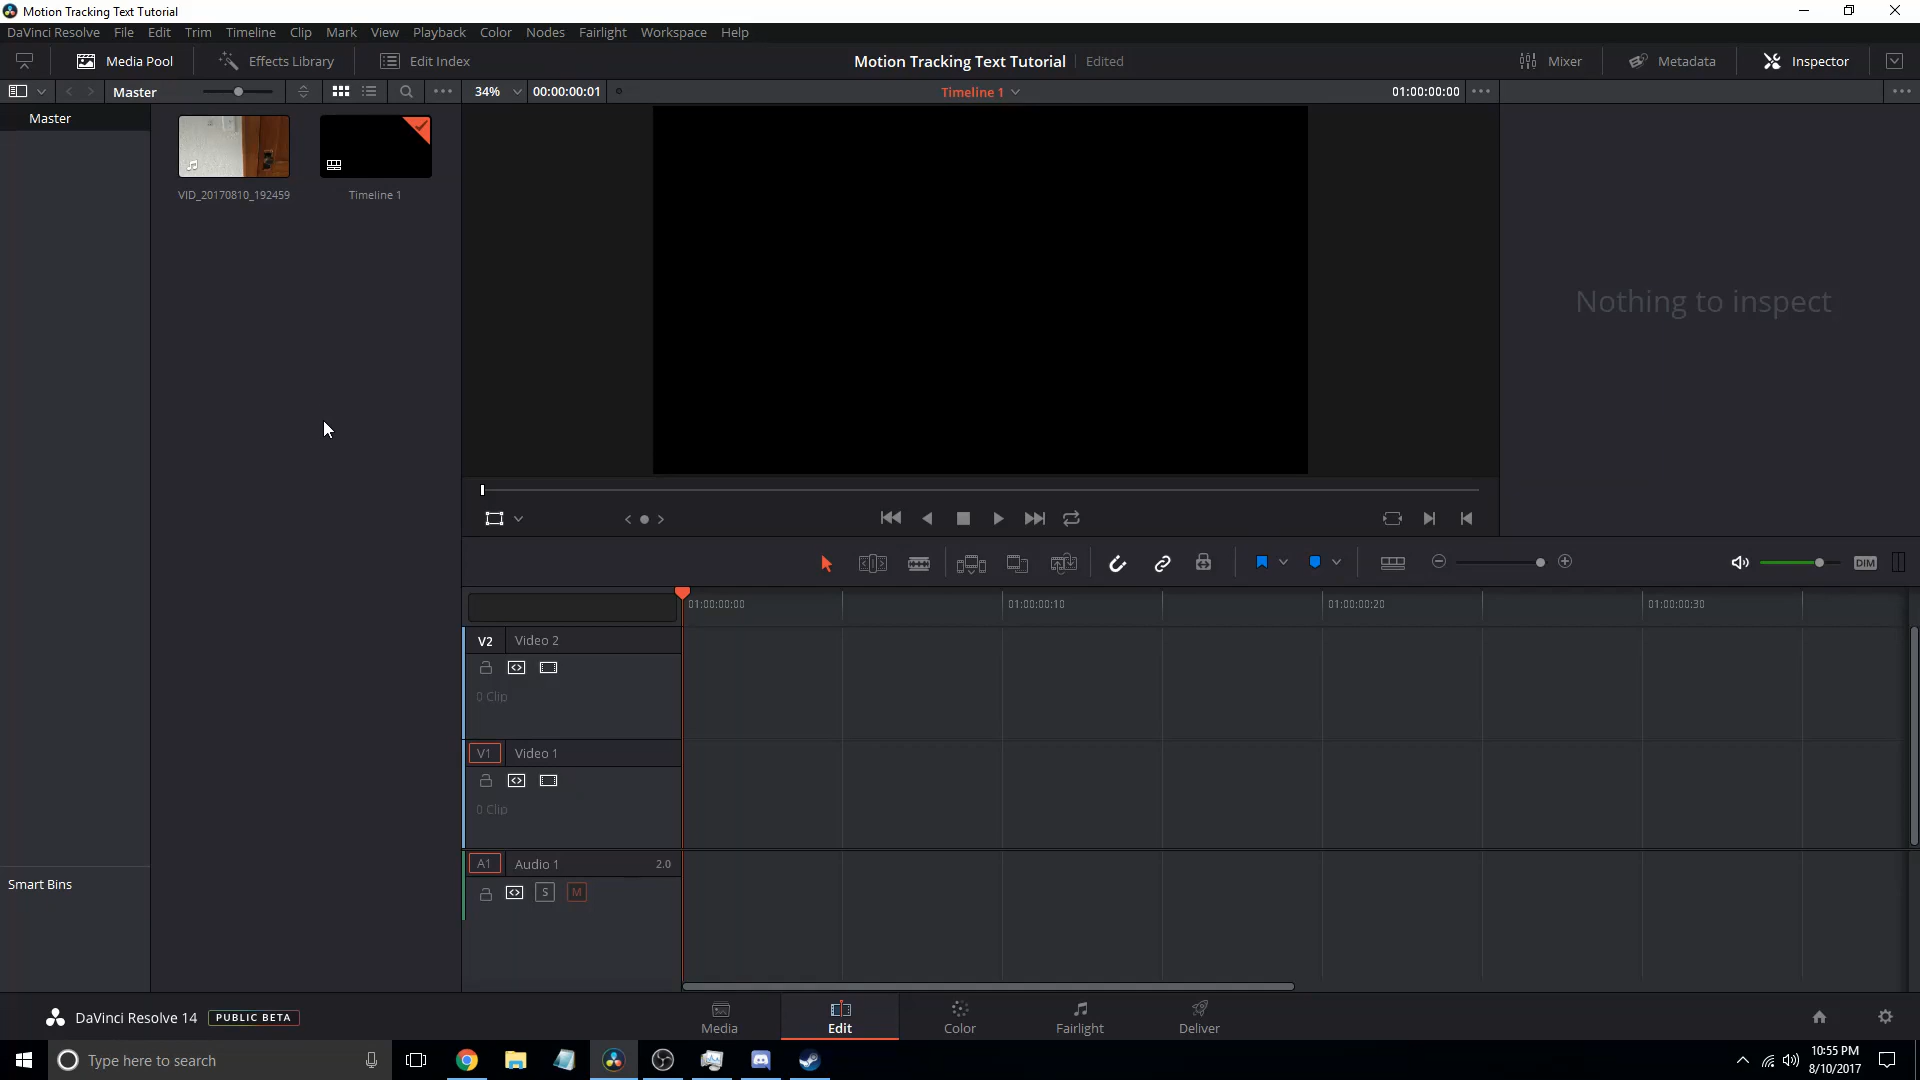 Motion Tracking Text Tutorial
DaVinci Resolve File Edit Trim Timeline Clip Mark View Playback Color Nodes Fairlight Workspace Help
Media Pool Effects Library Edit Index Motion Tracking Text Tutorial Edited Mixer Metadata Inspector
Master 34% 00:00:00:01 Timeline 1 01:00:00:00
Master
VID_20170810_192459 Timeline 1
Nothing to inspect
DIM
01:00:00:00 01:00:00:10 01:00:00:20 01:00:00:30
V2 Video 2
0 Clip
V1 Video 1
0 Clip
A1 Audio 1 2.0
S M
Smart Bins
DaVinci Resolve 14 PUBLIC BETA
Media Edit Color Fairlight Deliver
Type here to search
10:55 PM
8/10/2017